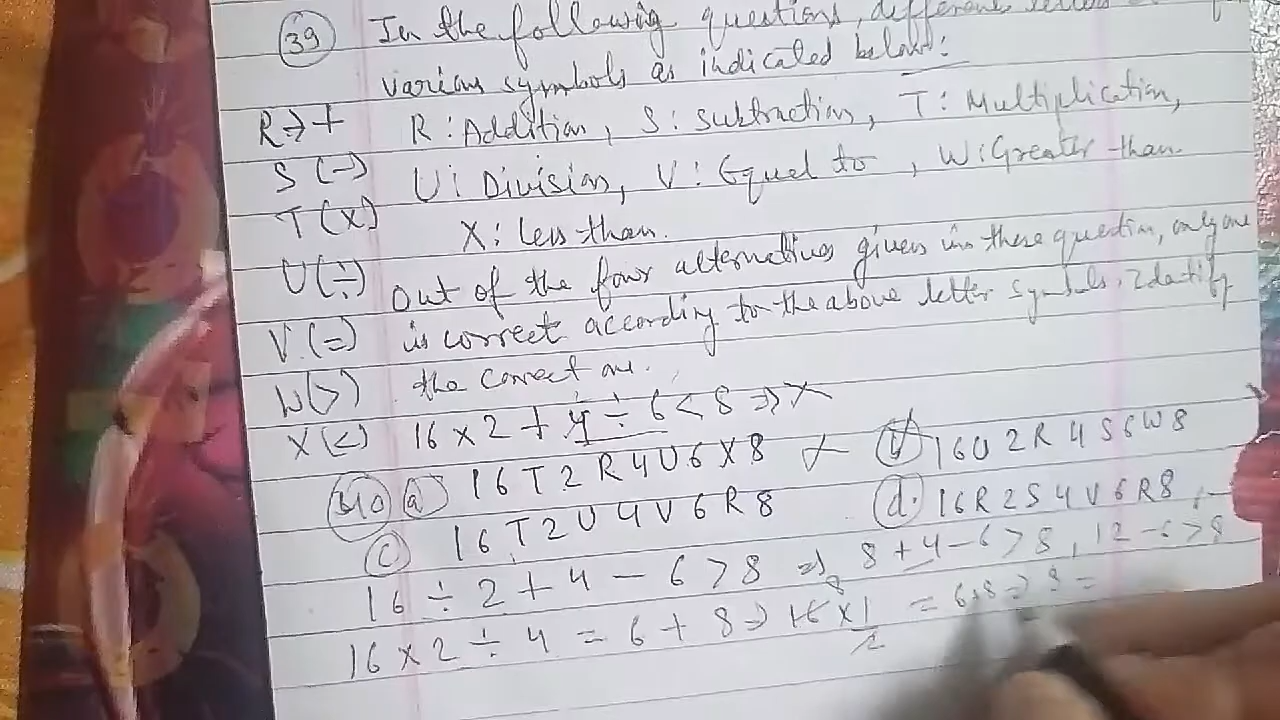 39 In the following questions, different letters
various symbols as indicated below:
R⇒+ R : Addition, S : Subtraction, T : Multiplication,
S (-) U : Division, V : Equal to, W : Greater than.
T (×) X : Less than.
U (÷) Out of the four alternatives given in these question, only one
V (=) is correct according to the above letter symbols, Identify
W(>) the correct one.
X (<) 16 × 2 + 4 ÷ 6 < 8 ⇒ ×
40 (a) 16 T 2 R 4 U 6 X 8 × (b) 16 U 2 R 4 S 6 W 8
(c) 16 T 2 U 4 V 6 R 8 (d) 16 R 2 S 4 V 6 R 8
16 ÷ 2 + 4 - 6 > 8 ⇒ 8 + 4 - 6 > 8, 12 - 6 > 8
16 × 2 ÷ 4 = 6 + 8 ⇒ 16 × 1/2 = 6+8 ⇒ 8 =